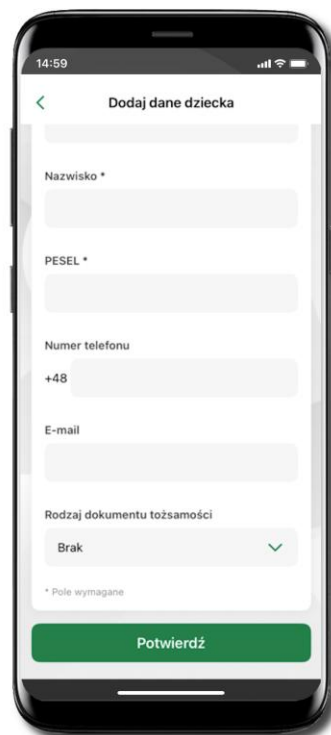 14:59
Dodaj dane dziecka
Nazwisko *
PESEL *
Numer telefonu
+48
E-mail
Rodzaj dokumentu tożsamości
Brak
* Pole wymagane
Potwierdź